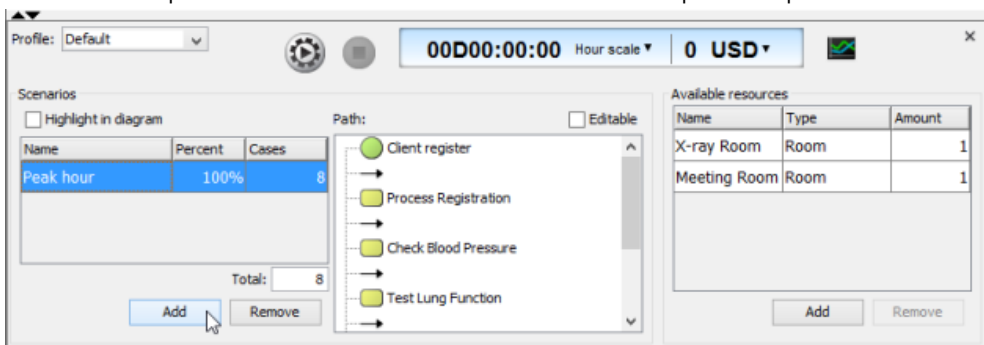 Profile: Default
00D00:00:00 Hour scale 0 USD
Scenarios
Highlight in diagram
Name Percent Cases
Peak hour 100% 8
Total: 8
Add Remove
Path: Editable
Client register
Process Registration
Check Blood Pressure
Test Lung Function
Available resources
Name Type Amount
X-ray Room Room 1
Meeting Room Room 1
Add Remove